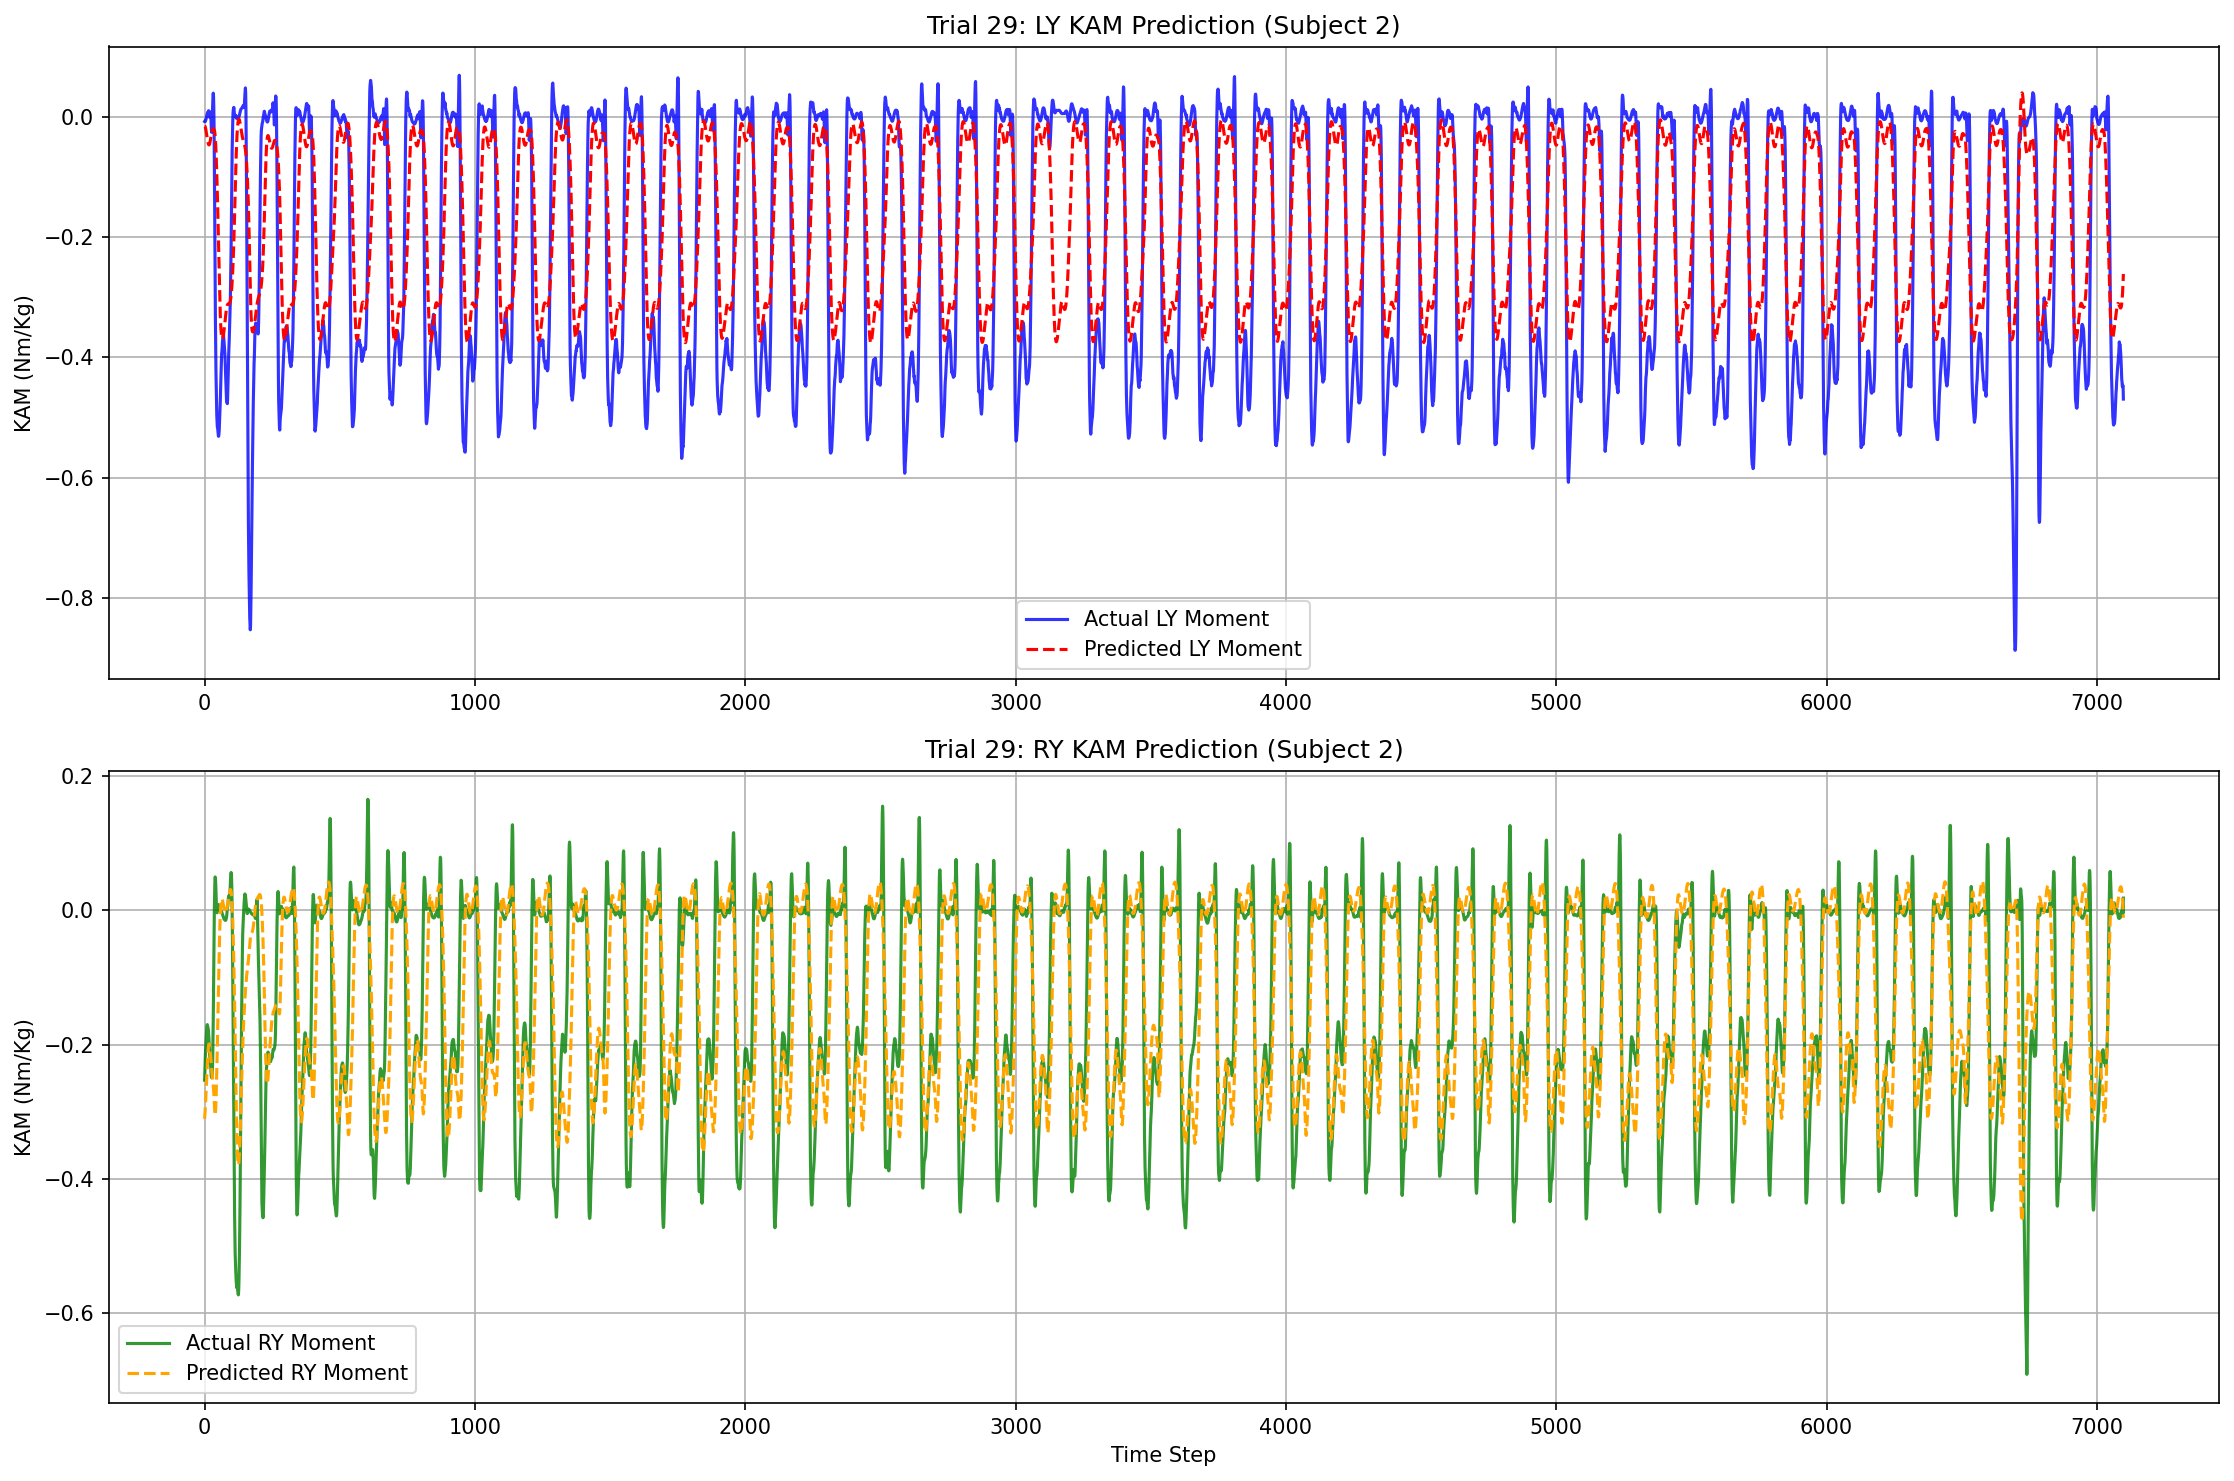 Trial 29: LY KAM Prediction (Subject 2)
0.0
−0.2
−0.4
−0.6
−0.8
KAM (Nm/Kg)
Actual LY Moment
Predicted LY Moment
0 1000 2000 3000 4000 5000 6000 7000
Trial 29: RY KAM Prediction (Subject 2)
0.2
0.0
−0.2
−0.4
−0.6
KAM (Nm/Kg)
Actual RY Moment
Predicted RY Moment
0 1000 2000 3000 4000 5000 6000 7000
Time Step